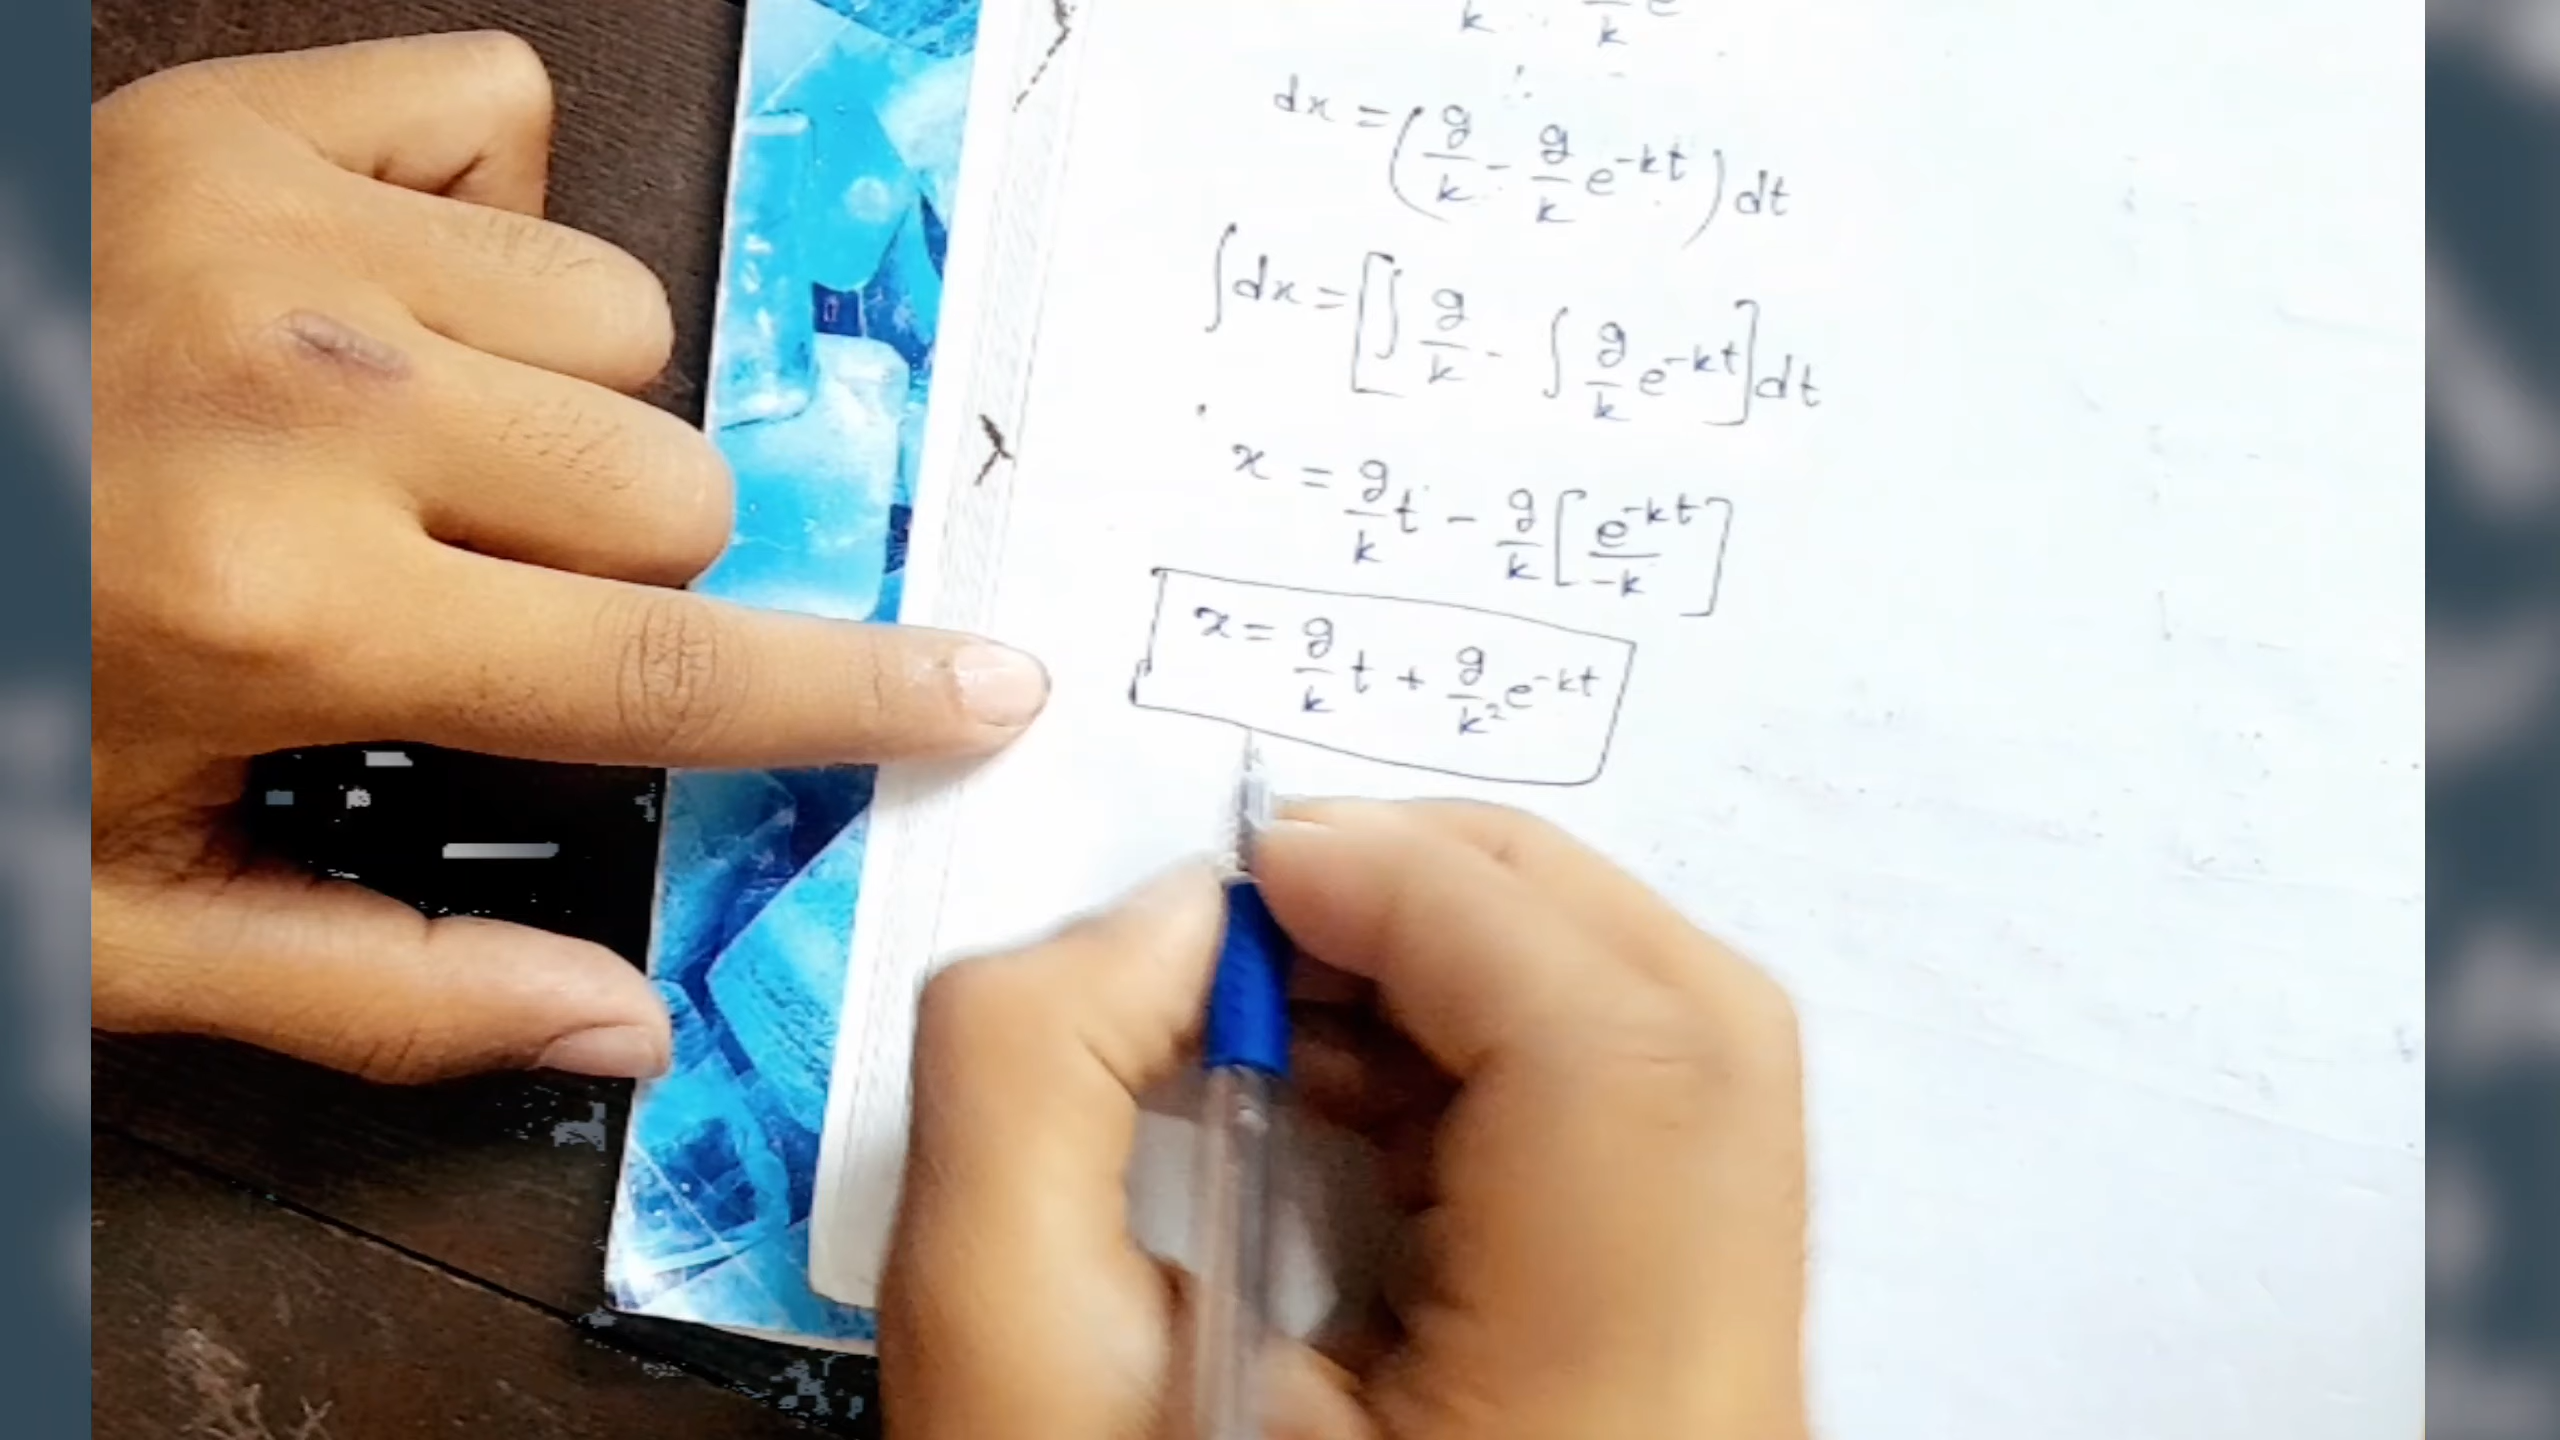 k k e
dx = (g/k - g/k e^-kt) dt
∫dx = [∫ g/k - ∫ g/k e^-kt] dt
x = g/k t - g/k [e^-kt/-k]
x = g/k t + g/k² e^-kt